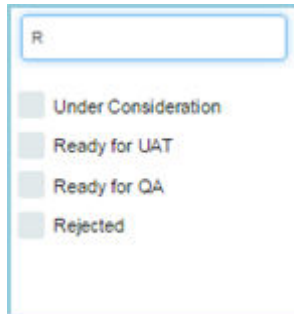 R
Under Consideration
Ready for UAT
Ready for QA
Rejected